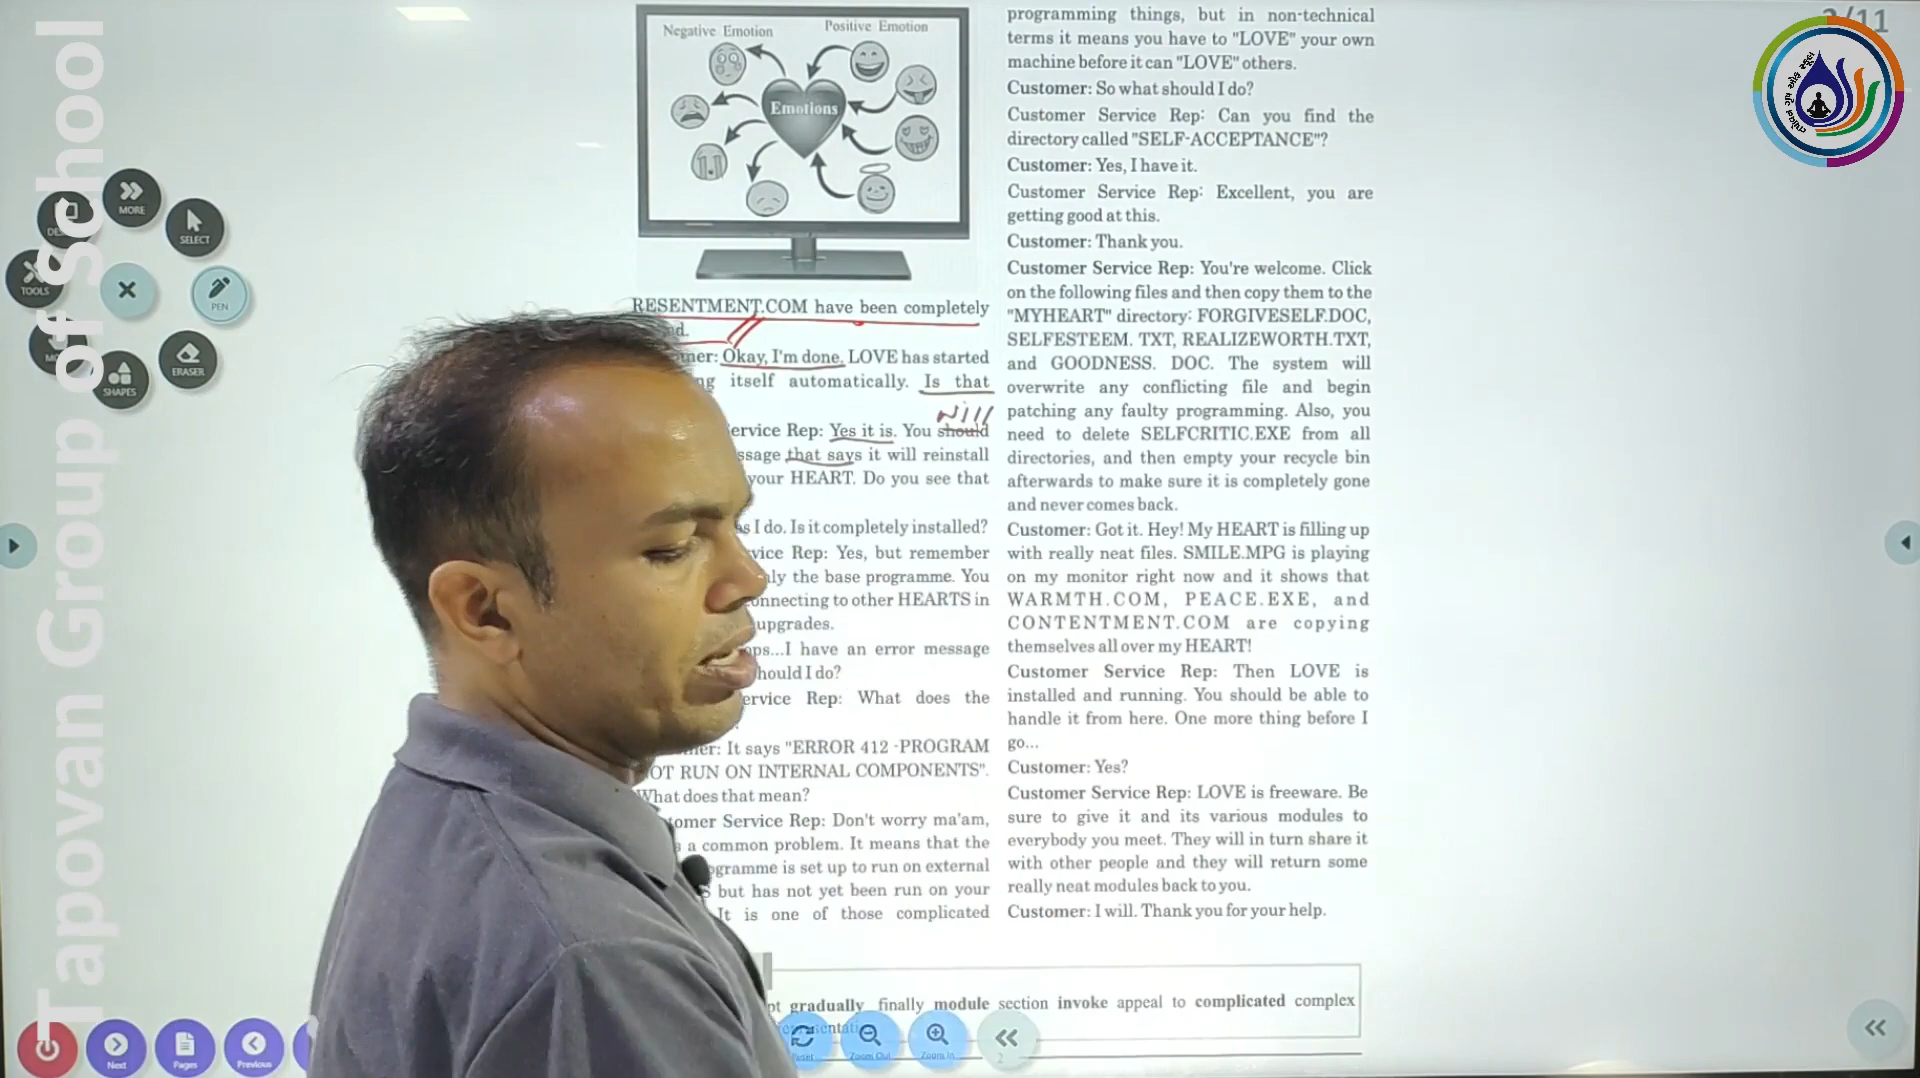 Negative Emotion
Positive Emotion
Emotions
RESENTMENT.COM have been completely
Okay, I'm done. LOVE has started
itself automatically. Is that
will
Rep: Yes it is. You should
that says it will reinstall
your HEART. Do you see that
I do. Is it completely installed?
Rep: Yes, but remember
the base programme. You
to other HEARTS in
upgrades.
I have an error message
I do?
Rep: What does the
It says "ERROR 412 -PROGRAM
RUN ON INTERNAL COMPONENTS".
What does that mean?
Service Rep: Don't worry ma'am,
a common problem. It means that the
is set up to run on external
but has not yet been run on your
It is one of those complicated
programming things, but in non-technical
terms it means you have to "LOVE" your own
machine before it can "LOVE" others.
Customer: So what should I do?
Customer Service Rep: Can you find the
directory called "SELF-ACCEPTANCE"?
Customer: Yes, I have it.
Customer Service Rep: Excellent, you are
getting good at this.
Customer: Thank you.
Customer Service Rep: You're welcome. Click
on the following files and then copy them to the
"MYHEART" directory: FORGIVESELF.DOC,
SELFESTEEM. TXT, REALIZEWORTH.TXT,
and GOODNESS. DOC. The system will
overwrite any conflicting file and begin
patching any faulty programming. Also, you
need to delete SELFCRITIC.EXE from all
directories, and then empty your recycle bin
afterwards to make sure it is completely gone
and never comes back.
Customer: Got it. Hey! My HEART is filling up
with really neat files. SMILE.MPG is playing
on my monitor right now and it shows that
WARMTH.COM, PEACE.EXE, and
CONTENTMENT.COM are copying
themselves all over my HEART!
Customer Service Rep: Then LOVE is
installed and running. You should be able to
handle it from here. One more thing before I
go...
Customer: Yes?
Customer Service Rep: LOVE is freeware. Be
sure to give it and its various modules to
everybody you meet. They will in turn share it
with other people and they will return some
really neat modules back to you.
Customer: I will. Thank you for your help.
gradually finally module section invoke appeal to complicated complex
MORE
SELECT
TOOLS
PEN
ERASER
SHAPES
Next
Pages
Previous
Reset
Zoom Out
Zoom In
2
Tapovan Group of School